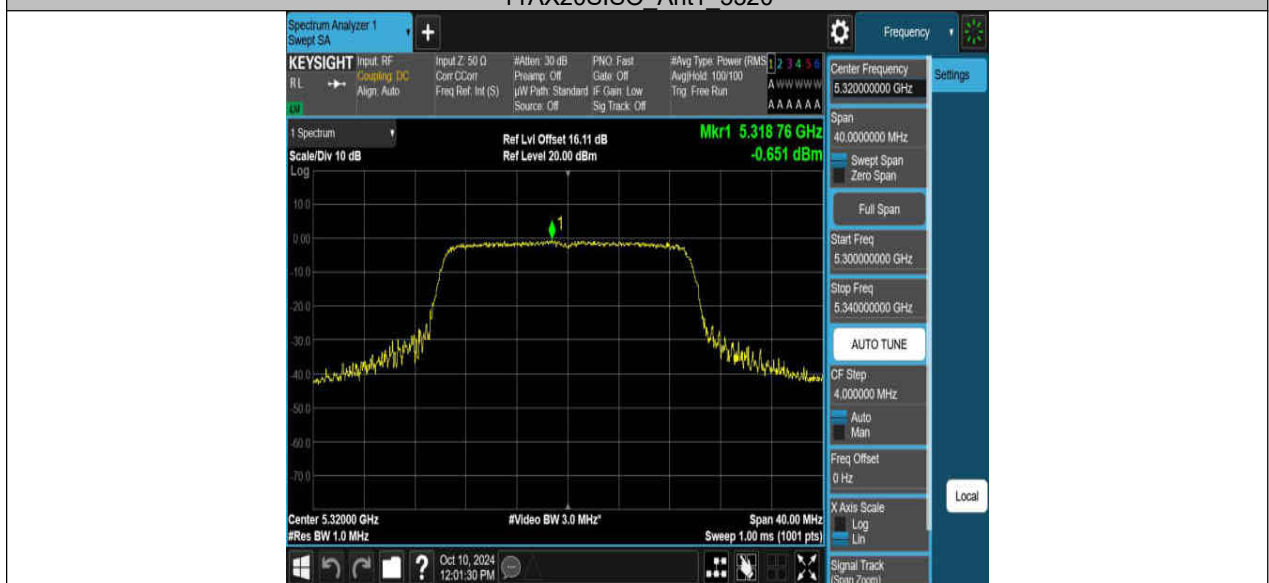 11AX20SISO_Ant1_5320
Spectrum Analyzer 1
Swept SA
Frequency
KEYSIGHT
RL
Input: RF
Coupling: DC
Align: Auto
Input Z: 50 Ω
Corr CCorr
Freq Ref: Int (S)
#Atten: 30 dB
Preamp: Off
µW Path: Standard
Source: Off
PNO: Fast
Gate: Off
IF Gain: Low
Sig Track: Off
#Avg Type: Power (RMS
Avg|Hold: 100/100
Trig: Free Run
1 2 3 4 5 6
A W W W W W
A A A A A A
1 Spectrum
Scale/Div 10 dB
Log
Ref Lvl Offset 16.11 dB
Ref Level 20.00 dBm
Mkr1 5.318 76 GHz
-0.651 dBm
10.0
0.00
-10.0
-20.0
-30.0
-40.0
-50.0
-60.0
-70.0
1
Center 5.32000 GHz
#Res BW 1.0 MHz
#Video BW 3.0 MHz*
Span 40.00 MHz
Sweep 1.00 ms (1001 pts)
Center Frequency
5.320000000 GHz
Settings
Span
40.0000000 MHz
Swept Span
Zero Span
Full Span
Start Freq
5.300000000 GHz
Stop Freq
5.340000000 GHz
AUTO TUNE
CF Step
4.000000 MHz
Auto
Man
Freq Offset
0 Hz
Local
X Axis Scale
Log
Lin
Signal Track
(Span Zoom)
?
Oct 10, 2024
12:01:30 PM